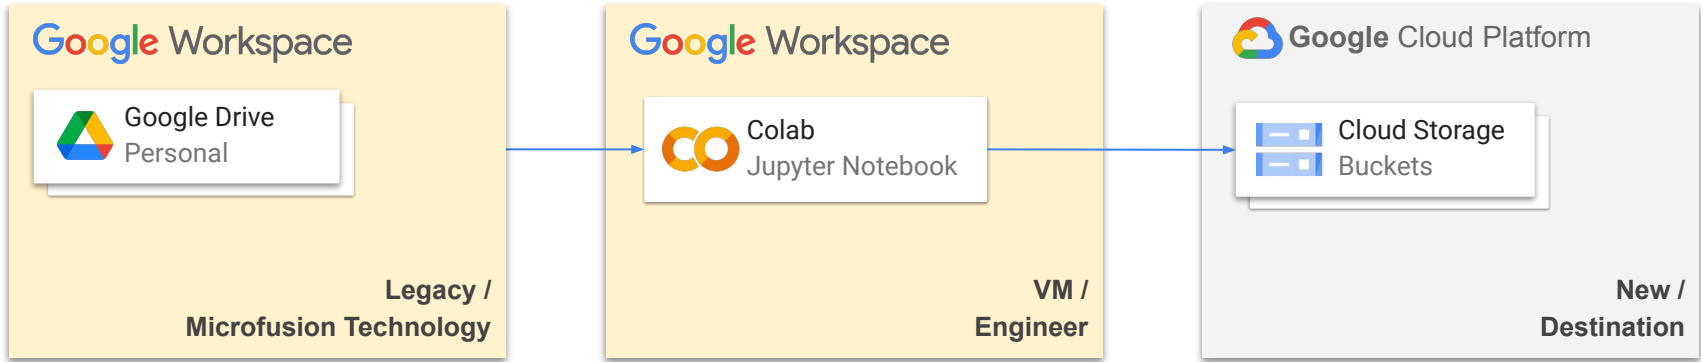 Google Workspace
Google Drive
Personal
Legacy /
Microfusion Technology
Google Workspace
Colab
Jupyter Notebook
VM /
Engineer
Google Cloud Platform
Cloud Storage
Buckets
New /
Destination